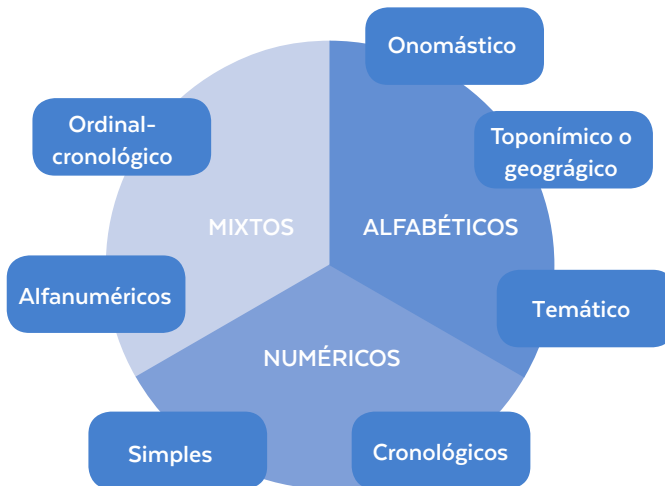 Onomástico
Ordinal-
cronológico
Toponímico o
geográgico
MIXTOS
ALFABÉTICOS
Alfanuméricos
Temático
NUMÉRICOS
Simples
Cronológicos